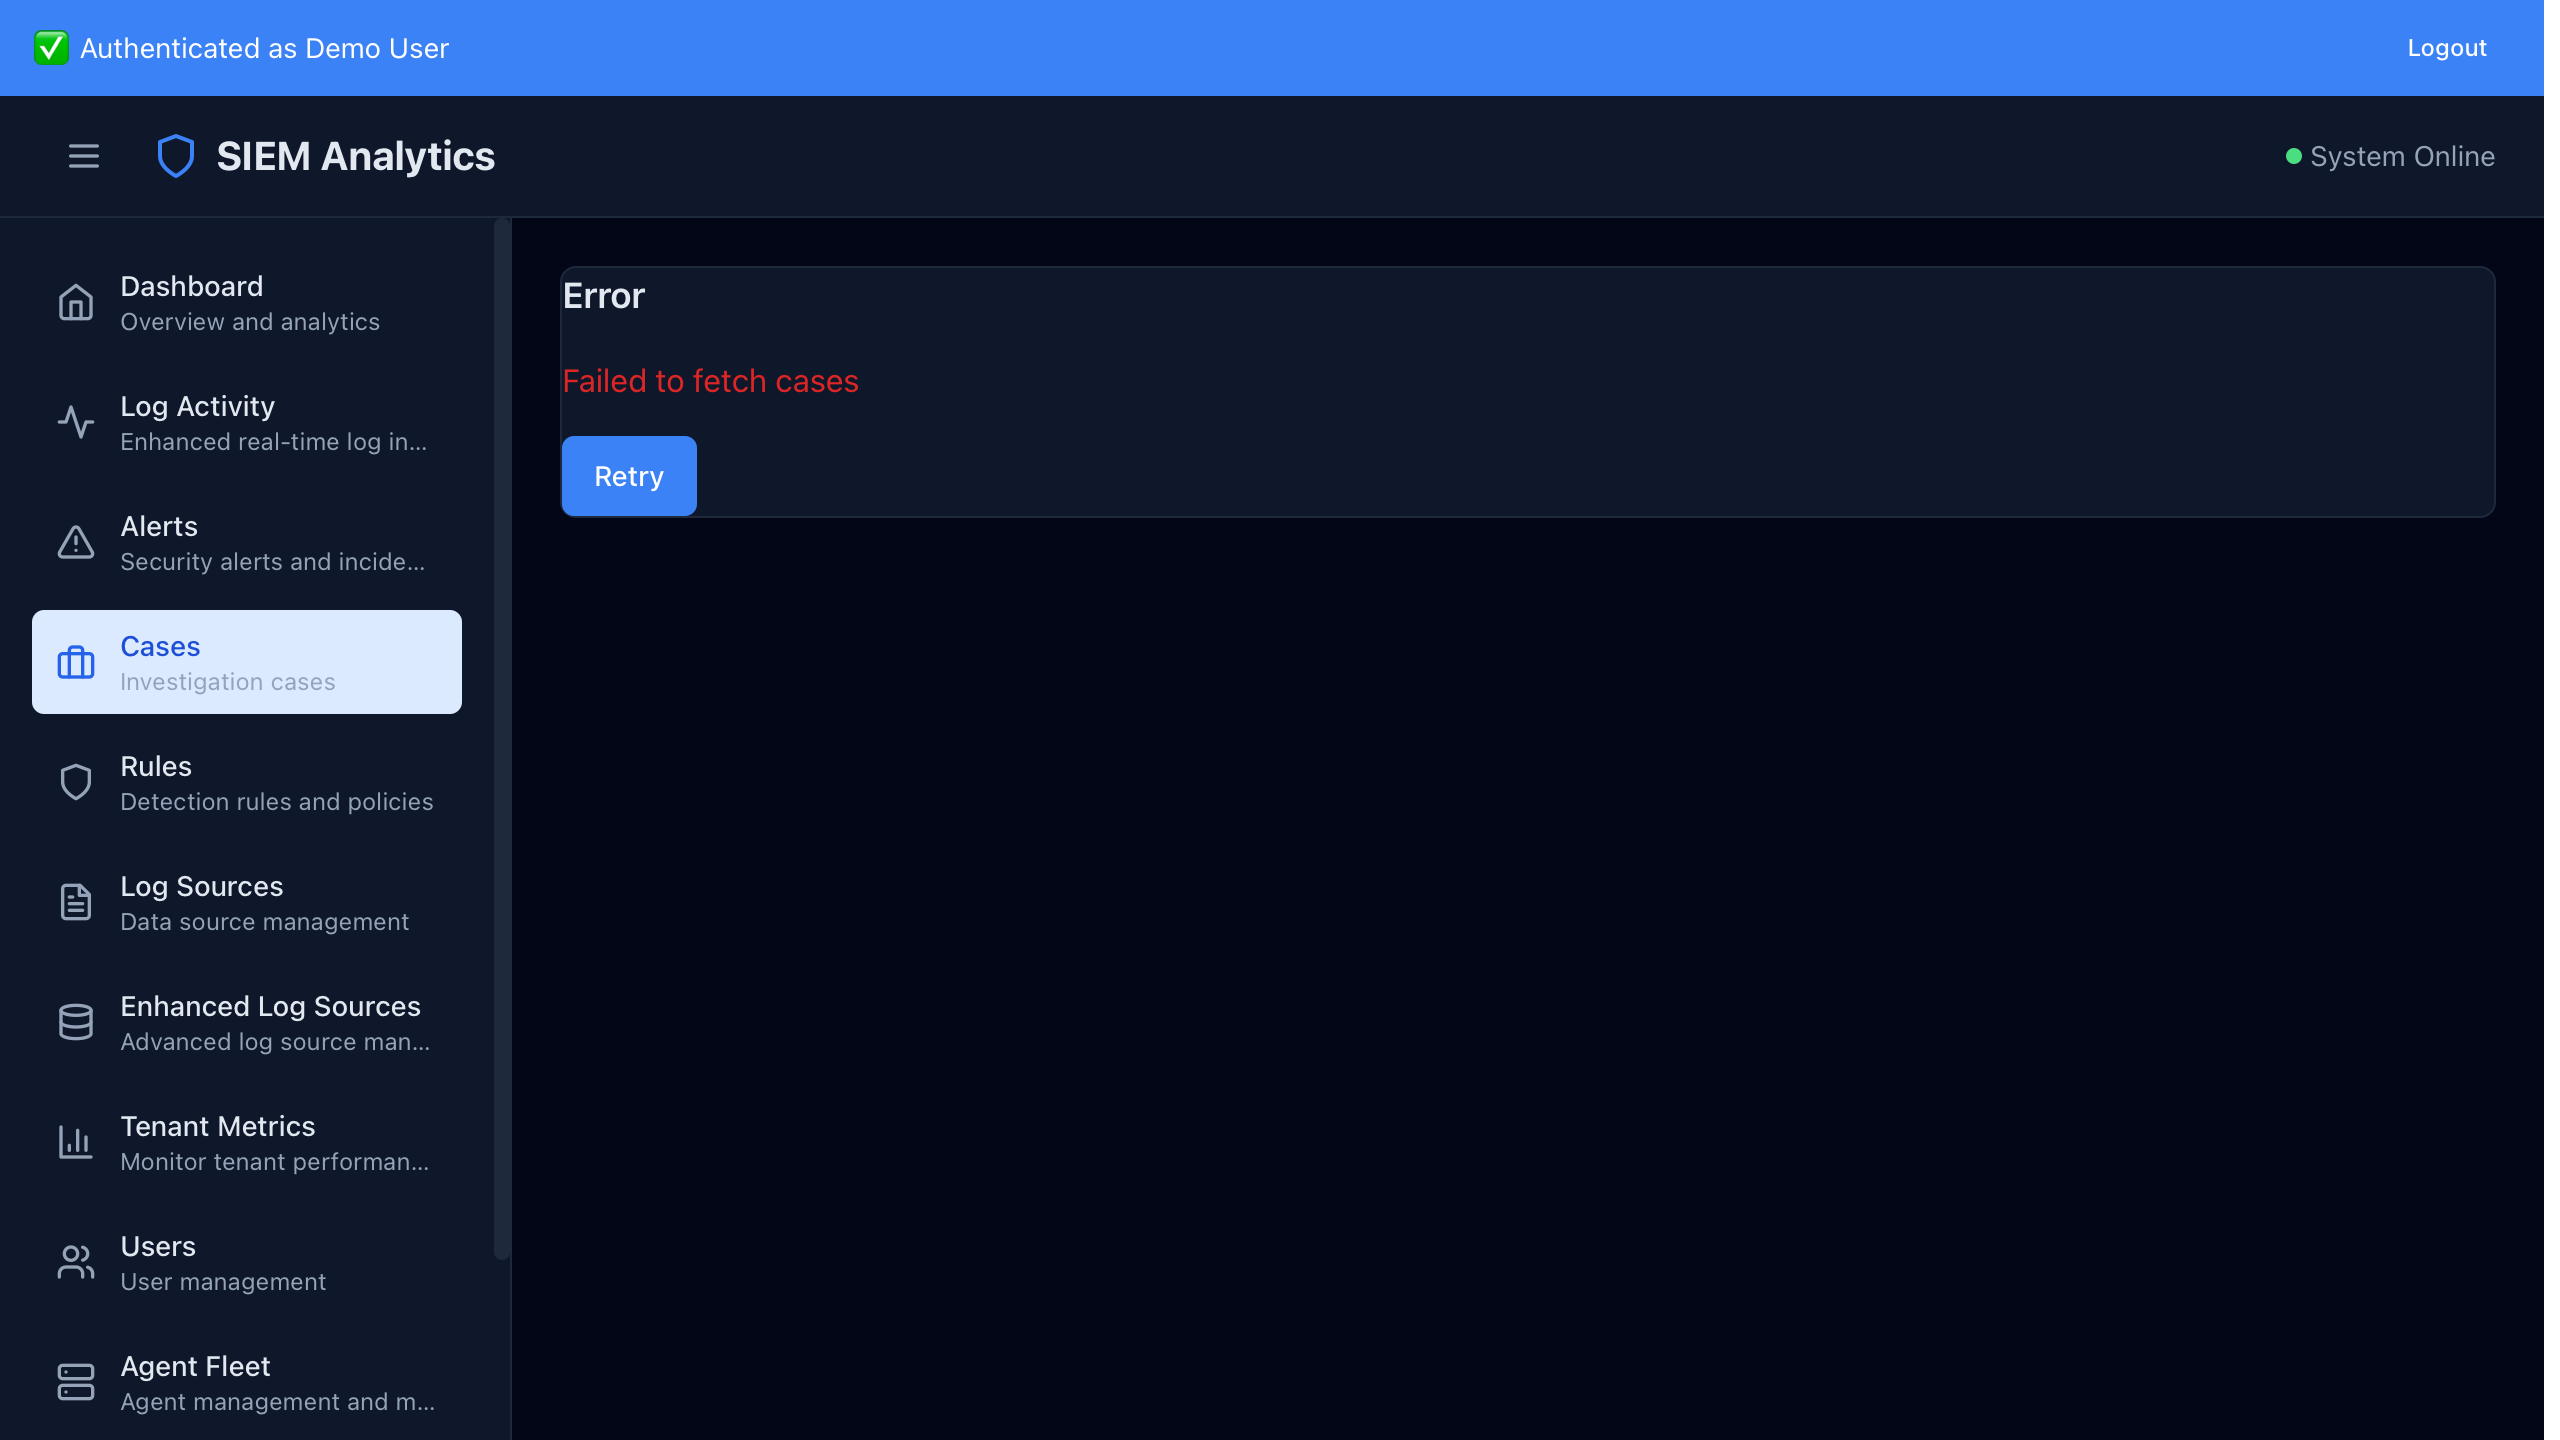 ✅ Authenticated as Demo User
Logout
SIEM Analytics
System Online
Dashboard
Overview and analytics
Log Activity
Enhanced real-time log in...
Alerts
Security alerts and incide...
Cases
Investigation cases
Rules
Detection rules and policies
Log Sources
Data source management
Enhanced Log Sources
Advanced log source man...
Tenant Metrics
Monitor tenant performan...
Users
User management
Agent Fleet
Agent management and m...
Error
Failed to fetch cases
Retry